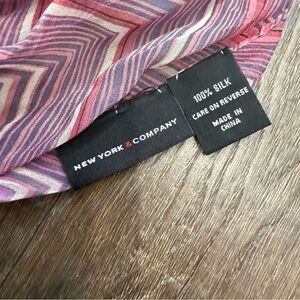 NEW YORK & COMPANY
100% SILK
CARE ON REVERSE
MADE IN
CHINA